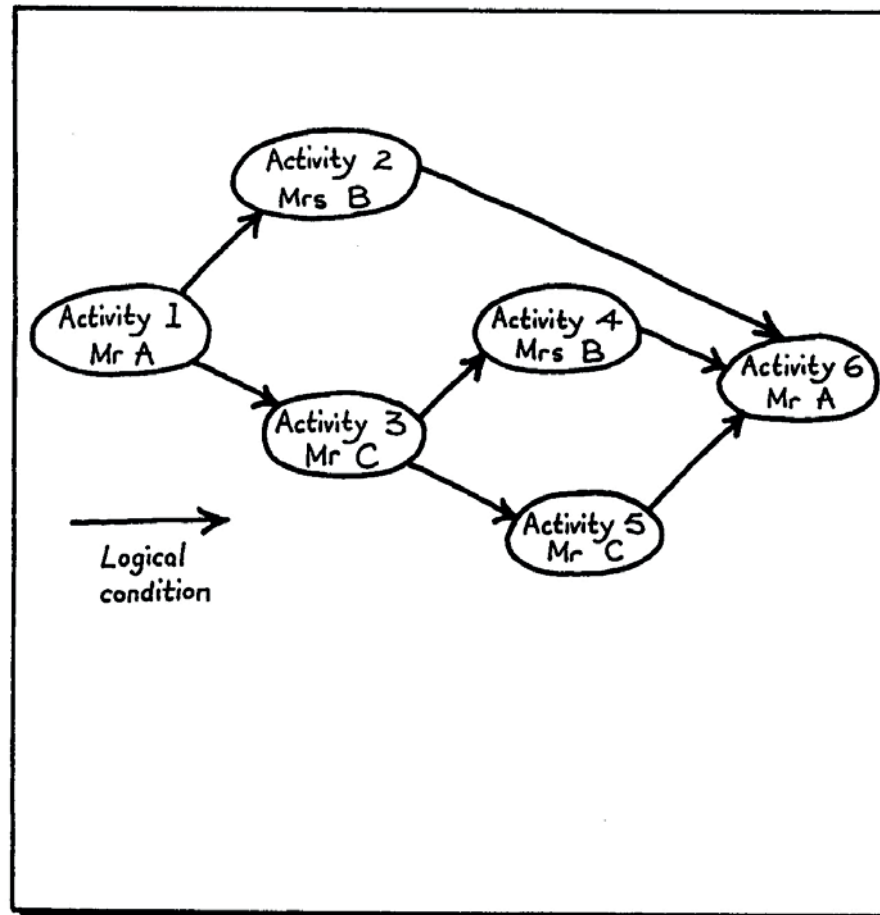 Activity 2
Mrs B
Activity 1
Mr A
Activity 4
Mrs B
Activity 6
Mr A
Activity 3
Mr C
Activity 5
Mr C
Logical
condition